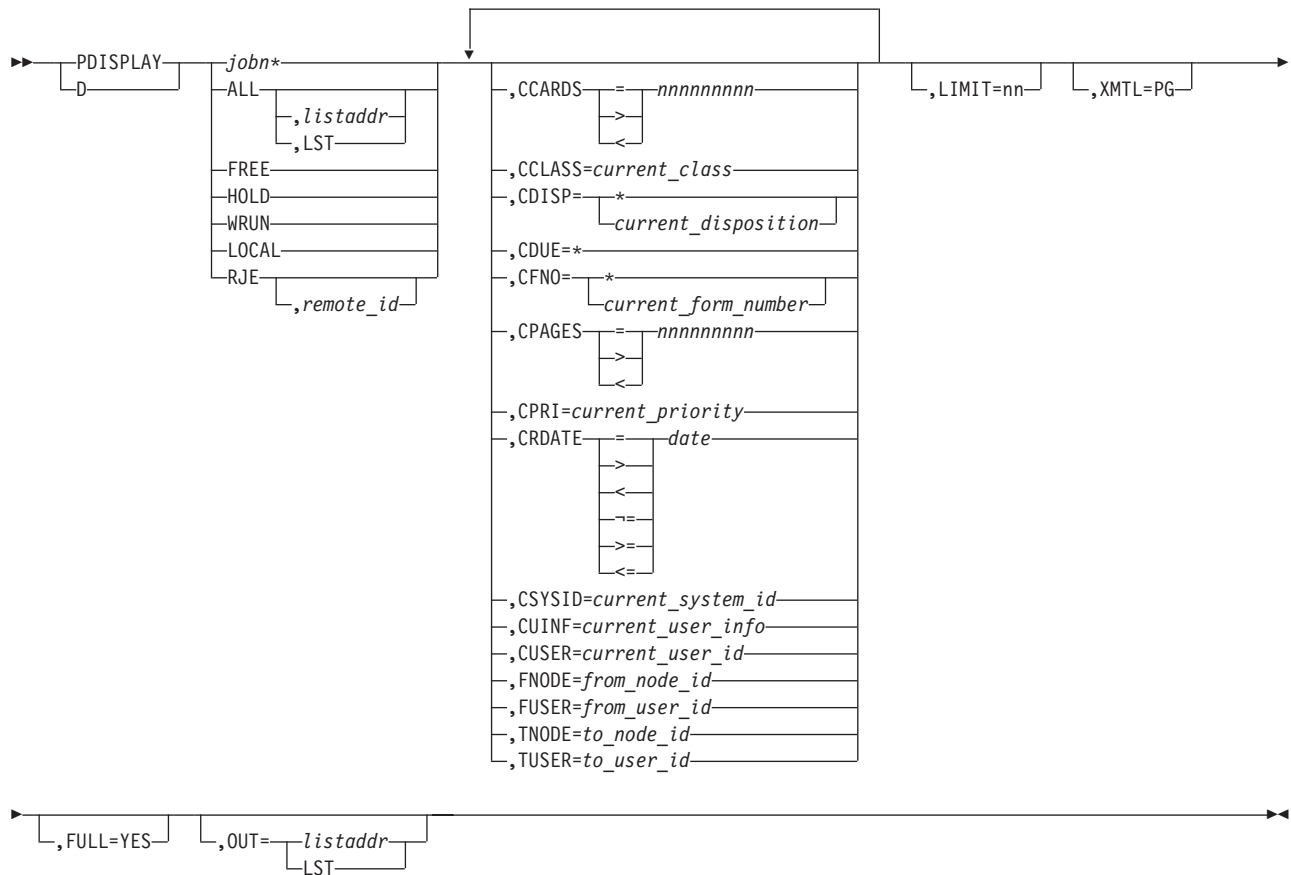 PDISPLAY jobn*
D ALL ,CCARDS = nnnnnnnnn ,LIMIT=nn ,XMTL=PG
,listaddr >
,LST <
FREE ,CCLASS=current_class
HOLD ,CDISP= *
WRUN current_disposition
LOCAL ,CDUE=*
RJE ,CFNO= *
,remote_id current_form_number
,CPAGES = nnnnnnnnn
>
<
,CPRI=current_priority
,CRDATE = date
>
<
¬=
>=
<=
,CSYSID=current_system_id
,CUINF=current_user_info
,CUSER=current_user_id
,FNODE=from_node_id
,FUSER=from_user_id
,TNODE=to_node_id
,TUSER=to_user_id
,FULL=YES ,OUT= listaddr
LST